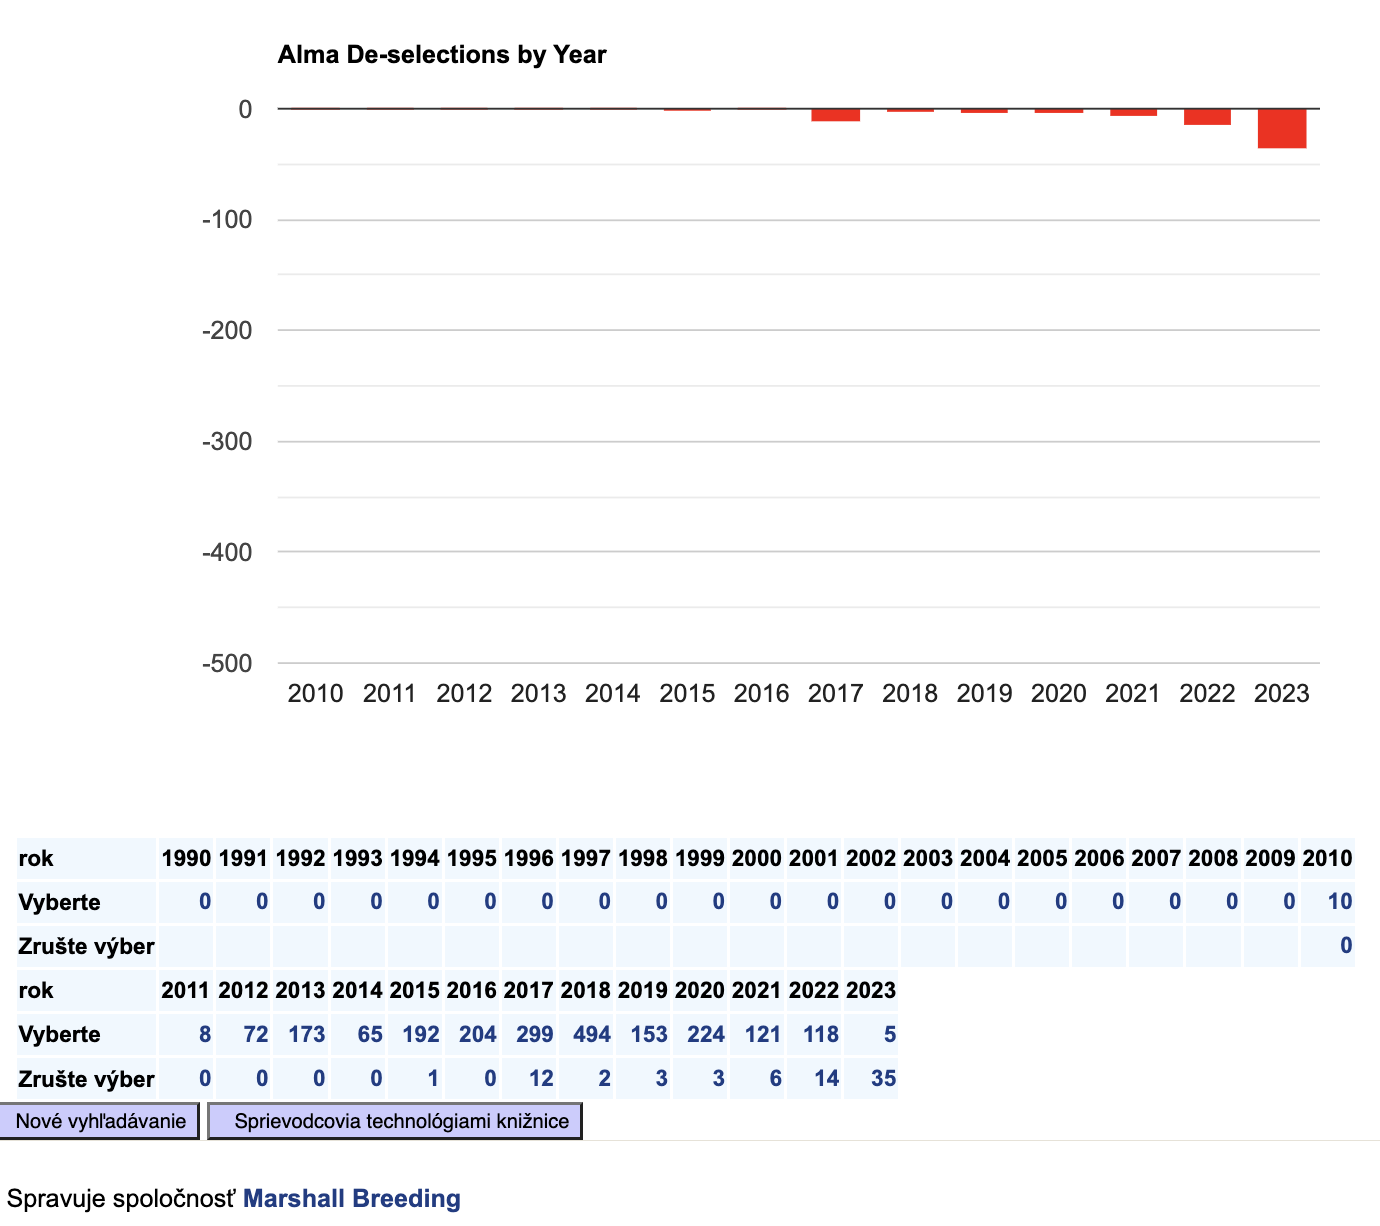 Alma De-selections by Year
0
-100
-200
-300
-400
-500
2010 2011 2012 2013 2014 2015 2016 2017 2018 2019 2020 2021 2022 2023
rok 1990 1991 1992 1993 1994 1995 1996 1997 1998 1999 2000 2001 2002 2003 2004 2005 2006 2007 2008 2009 2010
Vyberte 0 0 0 0 0 0 0 0 0 0 0 0 0 0 0 0 0 0 0 0 10
Zrušte výber 0
rok 2011 2012 2013 2014 2015 2016 2017 2018 2019 2020 2021 2022 2023
Vyberte 8 72 173 65 192 204 299 494 153 224 121 118 5
Zrušte výber 0 0 0 0 1 0 12 2 3 3 6 14 35
Nové vyhľadávanie Sprievodcovia technológiami knižnice
Spravuje spoločnosť Marshall Breeding